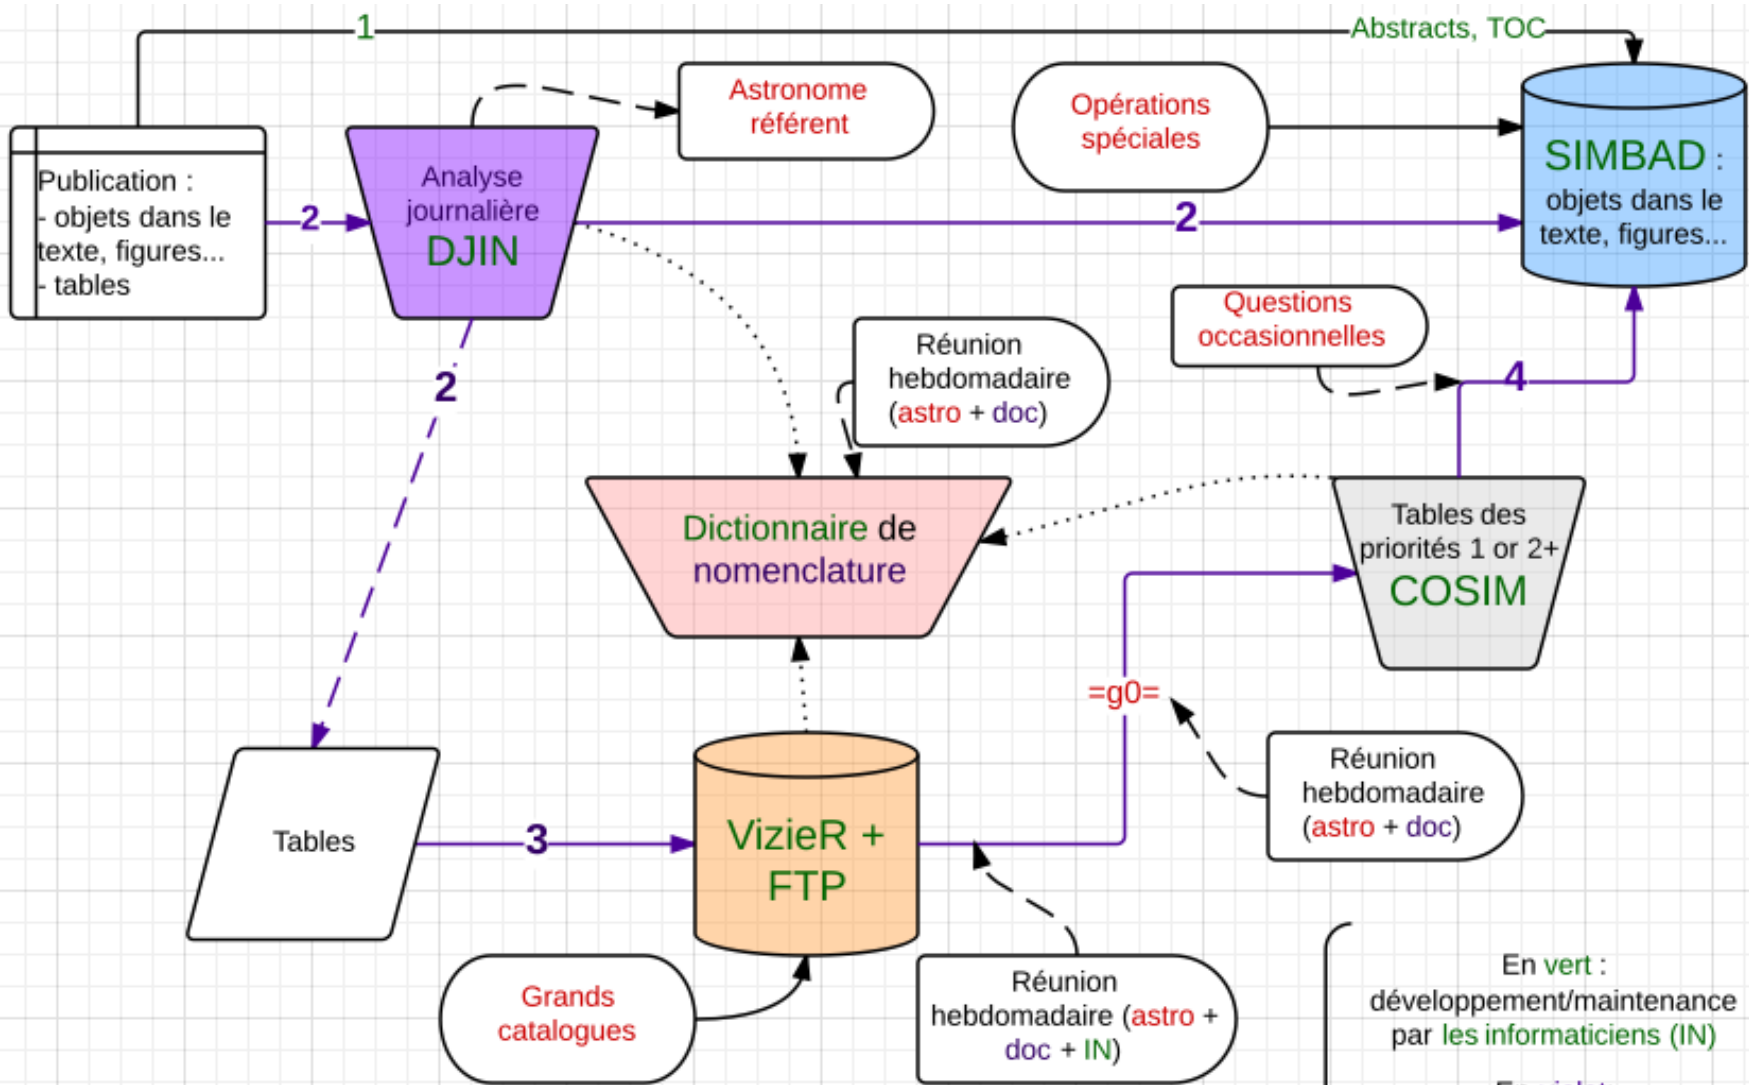 1
Abstracts, TOC
Astronome
référent
Opérations
spéciales
Publication :
- objets dans le
texte, figures...
- tables
2
Analyse
journalière
DJIN
2
SIMBAD :
objets dans le
texte, figures...
Questions
occasionnelles
Réunion
hebdomadaire
(astro + doc)
2
4
Dictionnaire de
nomenclature
Tables des
priorités 1 or 2+
COSIM
=g0=
Réunion
hebdomadaire
(astro + doc)
Tables
3
VizieR +
FTP
Grands
catalogues
Réunion
hebdomadaire (astro +
doc + IN)
En vert :
développement/maintenance
par les informaticiens (IN)